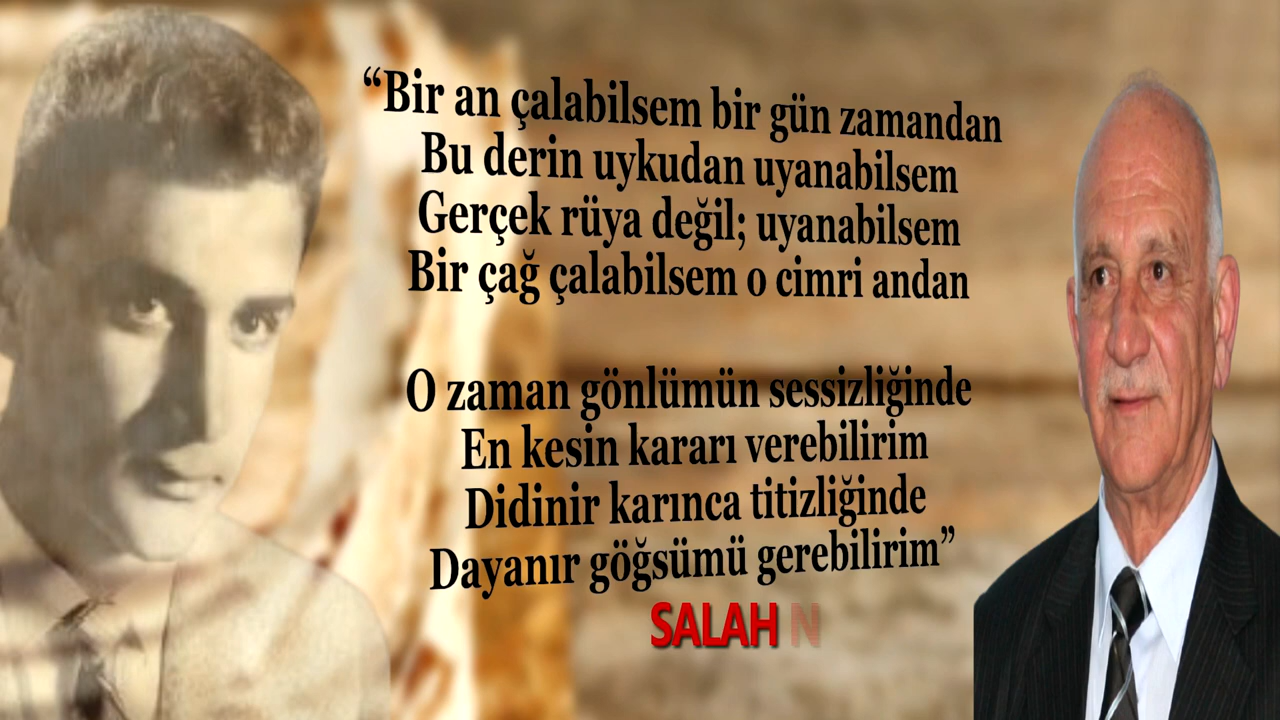 “Bir an çalabilsem bir gün zamandan
Bu derin uykudan uyanabilsem
Gerçek rüya değil; uyanabilsem
Bir çağ çalabilsem o cimri andan
O zaman gönlümün sessizliğinde
En kesin kararı verebilirim
Didinir karınca titizliğinde
Dayanır göğsümü gerebilirim”
SALAH N